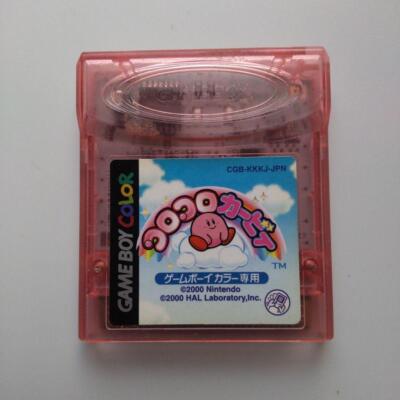 CGB-KKKJ-JPN
コロコロカービィ
TM
GAME BOY COLOR
ゲームボーイカラー専用
©2000 Nintendo
©2000 HAL Laboratory,Inc.